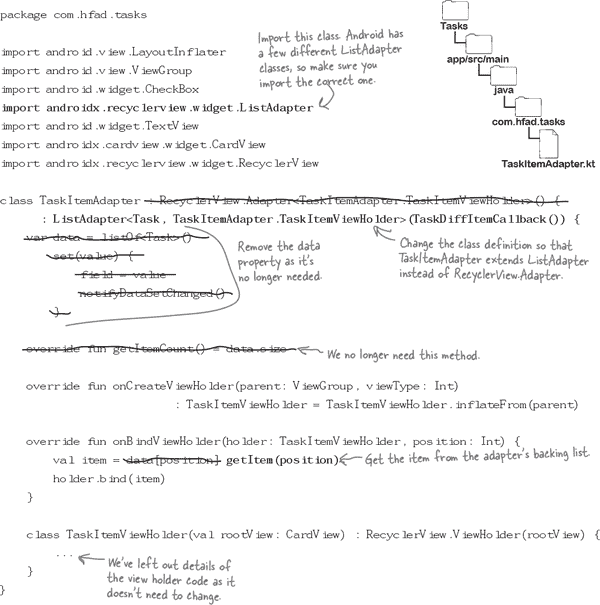 package com.hfad.tasks
import android.view.LayoutInflater
import android.view.ViewGroup
import android.widget.CheckBox
import androidx.recyclerview.widget.ListAdapter
import android.widget.TextView
import androidx.cardview.widget.CardView
import androidx.recyclerview.widget.RecyclerView
Import this class. Android has
a few different ListAdapter
classes, so make sure you
import the correct one.
Tasks
app/src/main
java
com.hfad.tasks
TaskItemAdapter.kt
class TaskItemAdapter : RecyclerView.Adapter<TaskItemAdapter.TaskItemViewHolder>() {
: ListAdapter<Task, TaskItemAdapter.TaskItemViewHolder>(TaskDiffItemCallback()) {
var data = listOf<Task>()
set(value) {
field = value
notifyDataSetChanged()
}
Remove the data
property as it's
no longer needed.
Change the class definition so that
TaskItemAdapter extends ListAdapter
instead of RecyclerView.Adapter.
override fun getItemCount() = data.size
We no longer need this method.
override fun onCreateViewHolder(parent: ViewGroup, viewType: Int)
: TaskItemViewHolder = TaskItemViewHolder.inflateFrom(parent)
override fun onBindViewHolder(holder: TaskItemViewHolder, position: Int) {
val item = data[position] getItem(position)
Get the item from the adapter's backing list.
holder.bind(item)
}
class TaskItemViewHolder(val rootView: CardView) : RecyclerView.ViewHolder(rootView) {
...
We've left out details of
the view holder code as it
doesn't need to change.
}
}